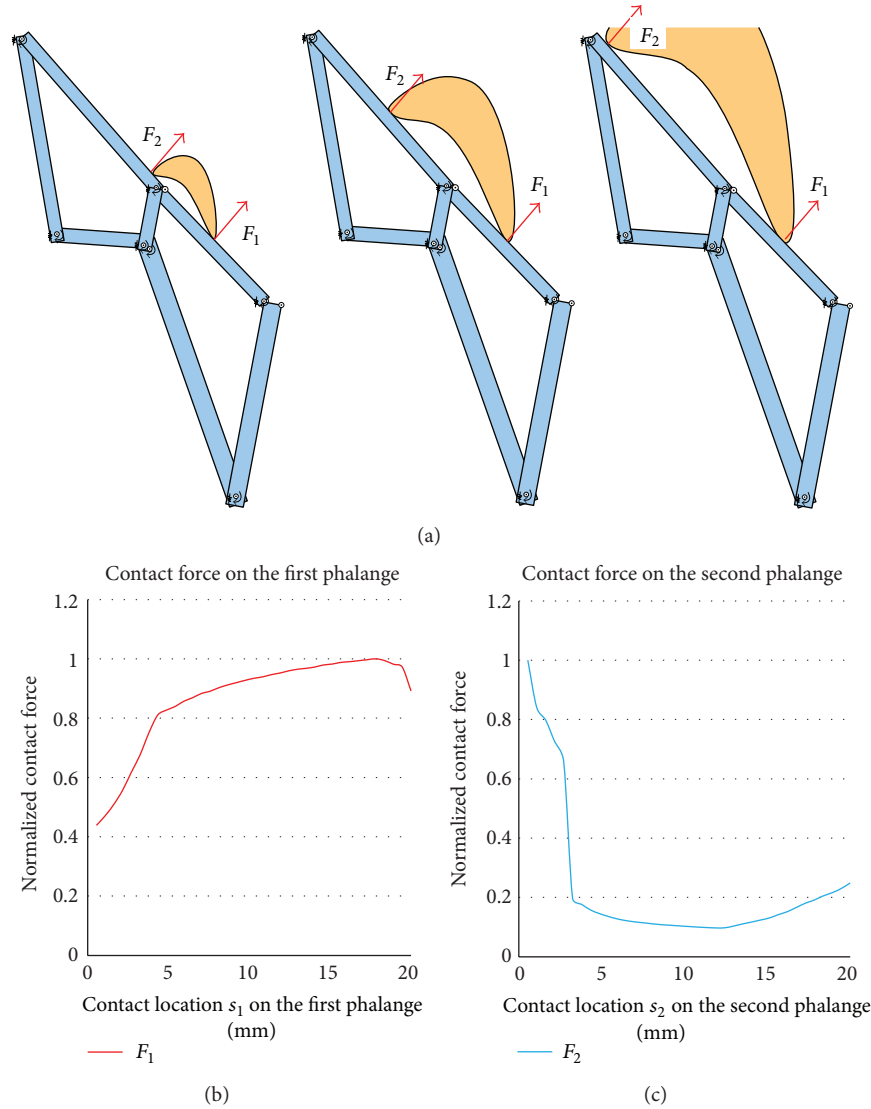 F₂
F₁
F₂
F₁
F₂
F₁
(a)
Contact force on the first phalange
1.2
1
0.8
0.6
0.4
0.2
0
Normalized contact force
0 5 10 15 20
Contact location s₁ on the first phalange
(mm)
F₁
(b)
Contact force on the second phalange
1.2
1
0.8
0.6
0.4
0.2
0
Normalized contact force
0 5 10 15 20
Contact location s₂ on the second phalange
(mm)
F₂
(c)